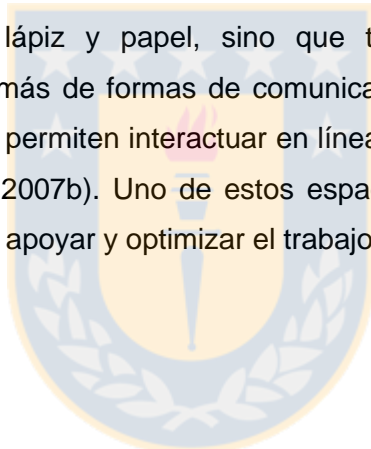 lápiz y papel, sino que t
más de formas de comunica
permiten interactuar en línea
2007b). Uno de estos espa
apoyar y optimizar el trabajo